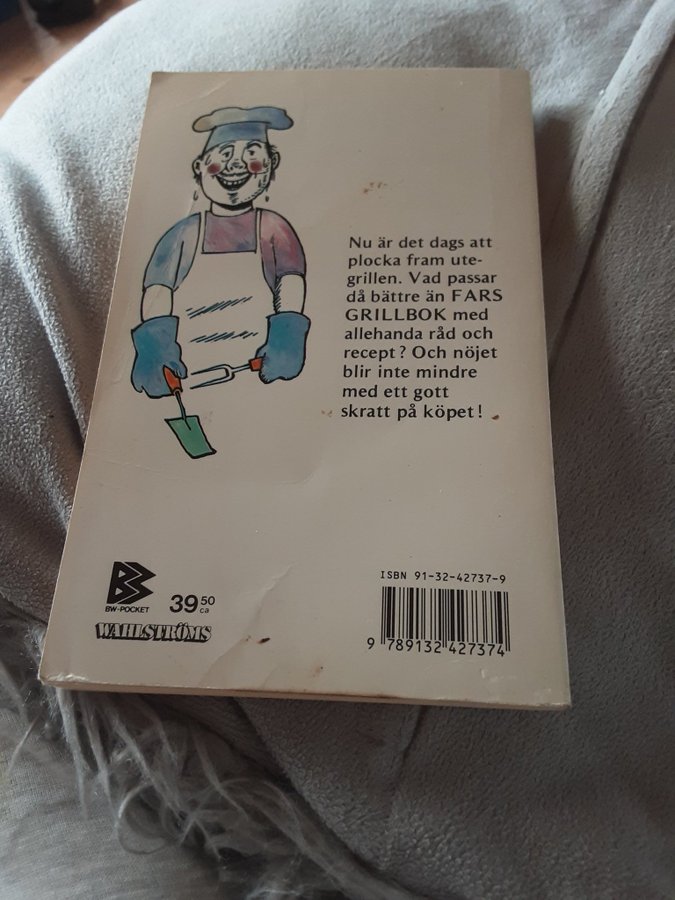 Nu är det dags att
plocka fram ute-
grillen. Vad passar
då bättre än FARS
GRILLBOK med
allehanda råd och
recept? Och nöjet
blir inte mindre
med ett gott
skratt på köpet!
BW-POCKET
39 50
ca
WAHLSTRÖMS
ISBN 91-32-42737-9
9 789132 427374